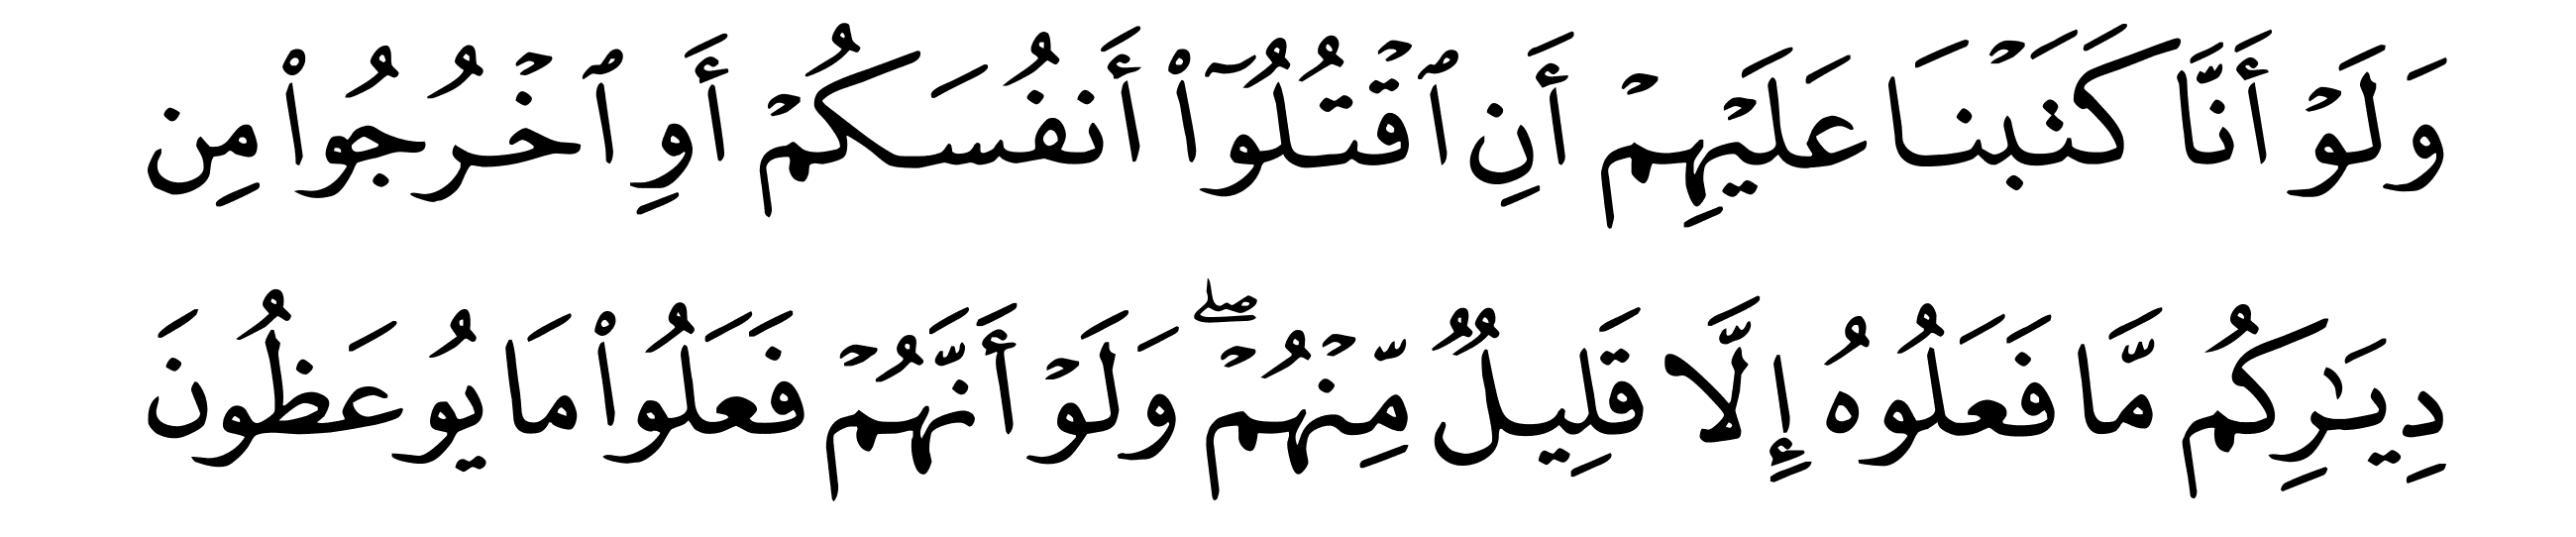 وَلَوۡ أَنَّا كَتَبۡنَا عَلَيۡهِمۡ أَنِ ٱقۡتُلُوٓاْ أَنفُسَكُمۡ أَوِ ٱخۡرُجُواْ مِن
دِيَٰرِكُم مَّا فَعَلُوهُ إِلَّا قَلِيلٞ مِّنۡهُمۡۖ وَلَوۡ أَنَّهُمۡ فَعَلُواْ مَا يُوعَظُونَ